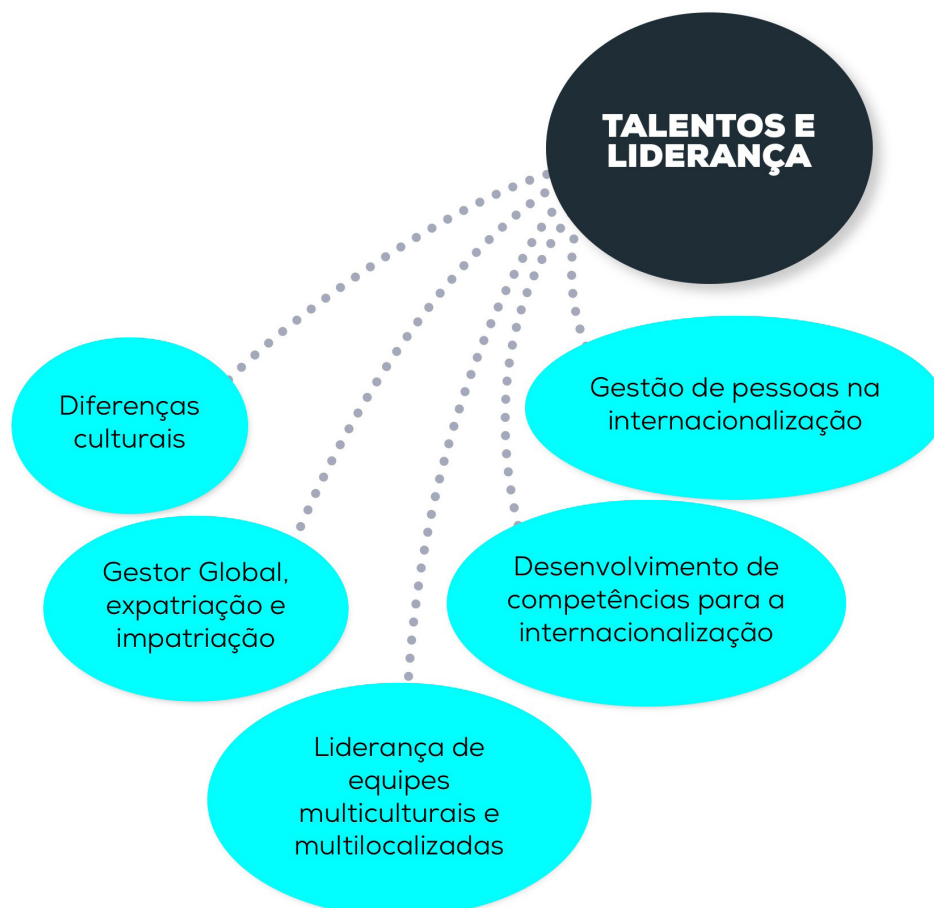 TALENTOS E
LIDERANÇA
Diferenças
culturais
Gestão de pessoas na
internacionalização
Gestor Global,
expatriação e
impatriação
Desenvolvimento de
competências para a
internacionalização
Liderança de
equipes
multiculturais e
multilocalizadas